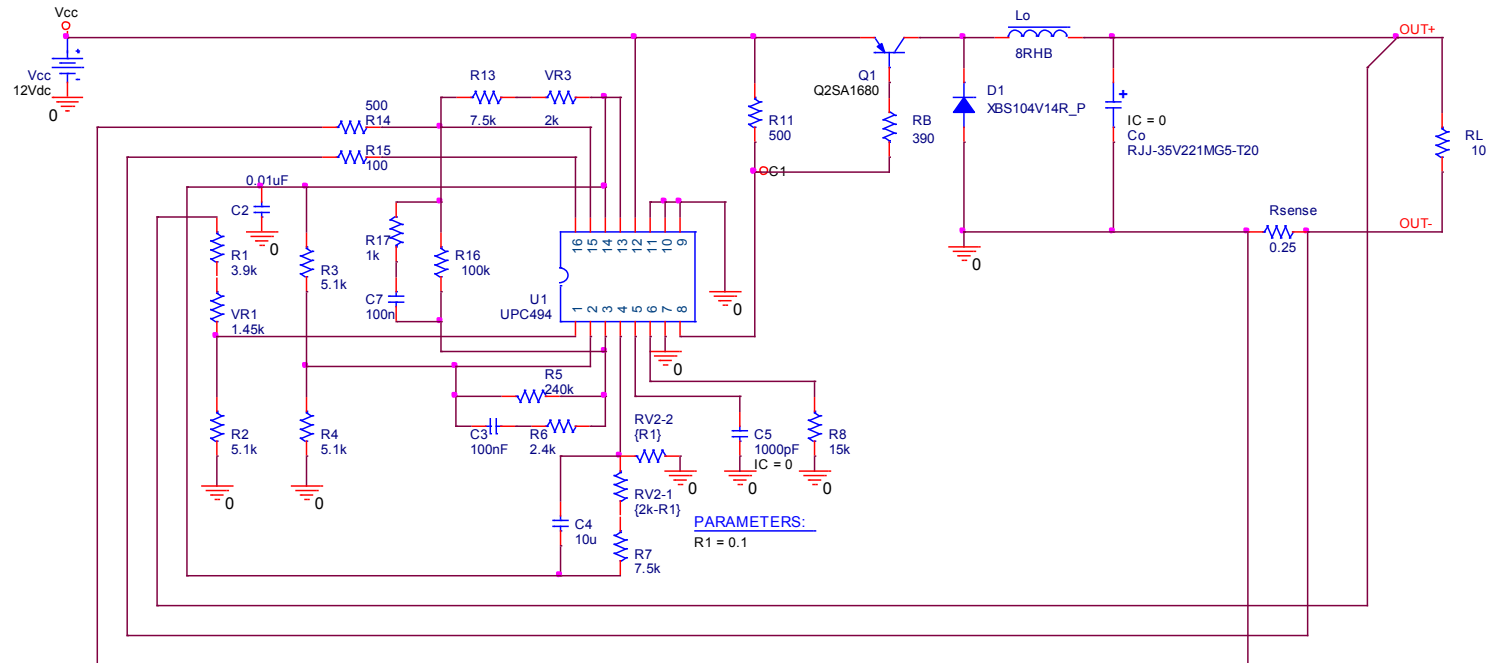 Vcc
Vcc
12Vdc
0
R13
7.5k
VR3
2k
500
R14
R15
100
0.01uF
C2
0
R1
3.9k
VR1
1.45k
R2
5.1k
0
R3
5.1k
R4
5.1k
0
R17
1k
C7
100n
R16
100k
U1
UPC494
16 15 14 13 12 11 10 9
1 2 3 4 5 6 7 8
0
0
R11
500
C1
Q1
Q2SA1680
RB
390
D1
XBS104V14R_P
0
Lo
8RHB
IC = 0
Co
RJJ-35V221MG5-T20
OUT+
RL
10
OUT-
Rsense
0.25
R5
240k
C3
100nF
R6
2.4k
RV2-2
{R1}
0
RV2-1
{2k-R1}
C4
10u
R7
7.5k
C5
1000pF
IC = 0
0
R8
15k
0
PARAMETERS:
R1 = 0.1